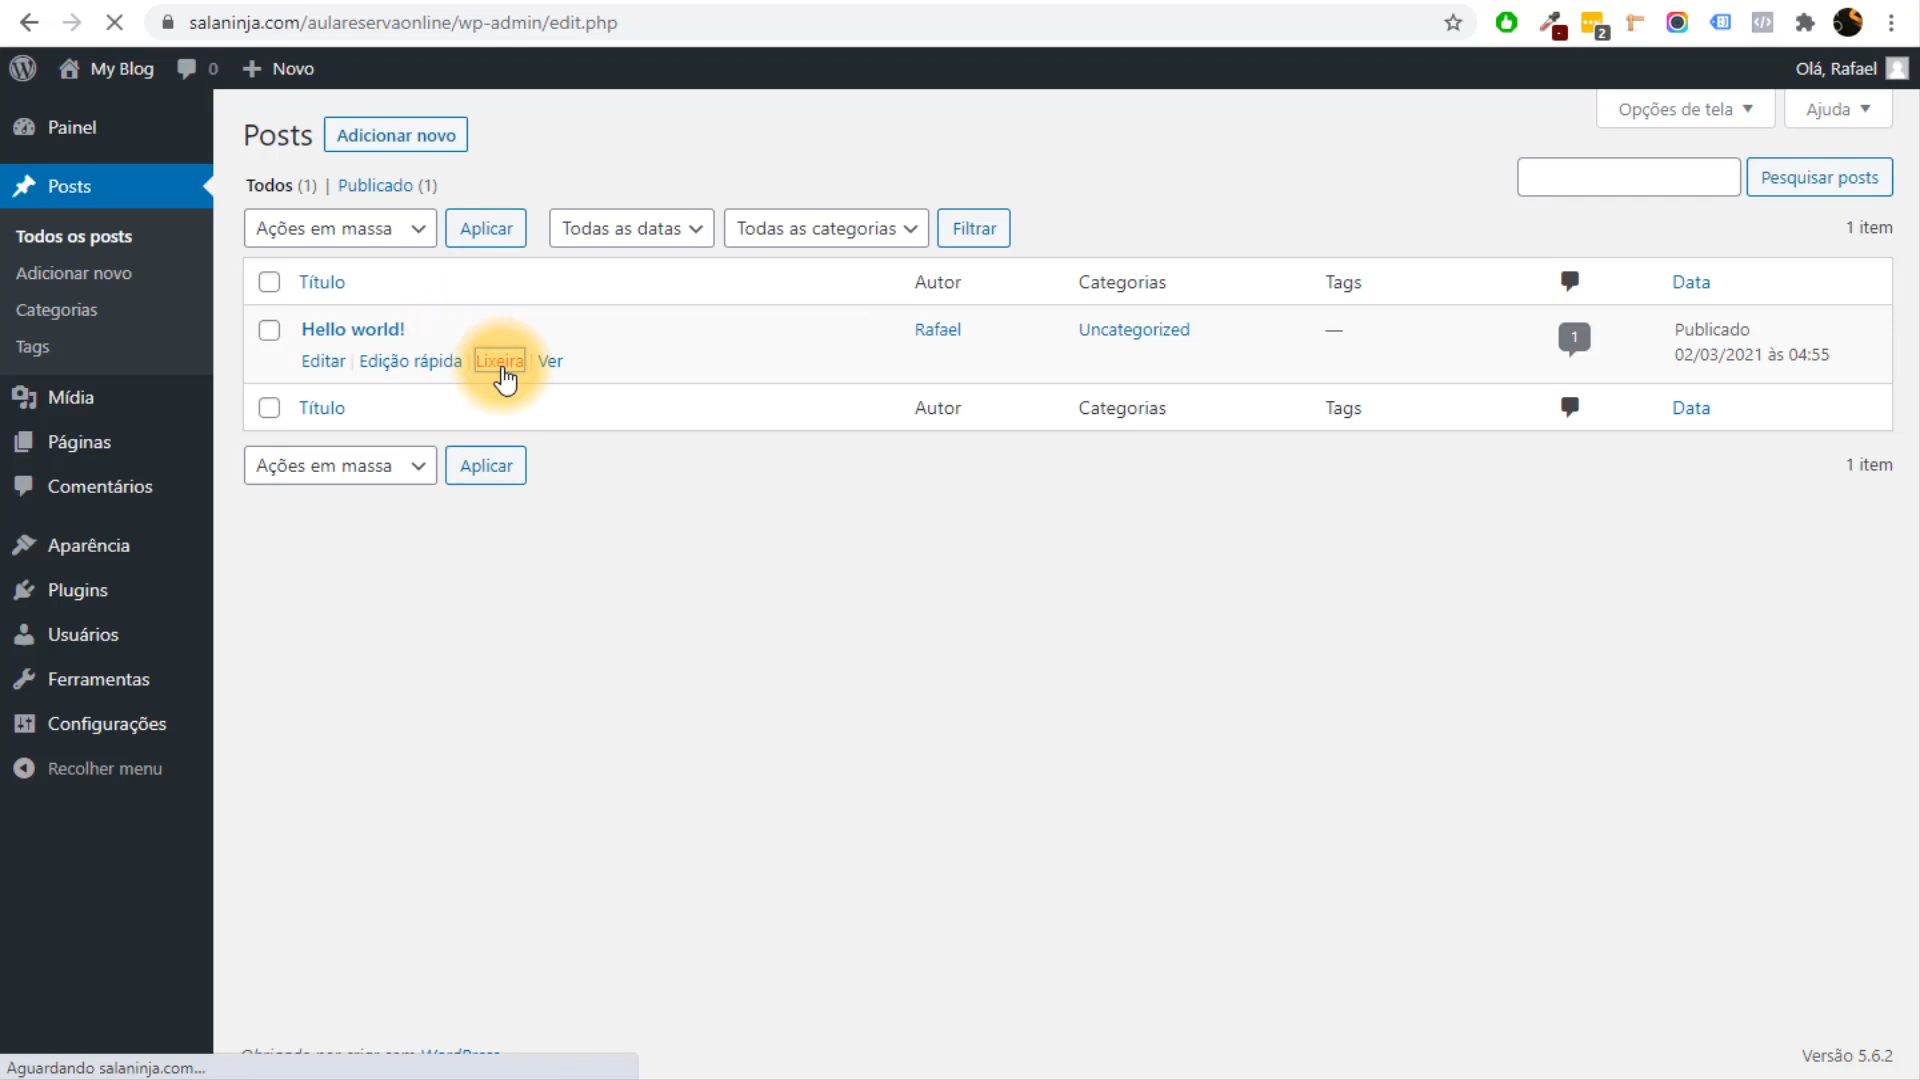 salaninja.com/aulareservaonline/wp-admin/edit.php
2
My Blog 0 Novo
Olá, Rafael
Opções de tela Ajuda
Painel
Posts
Todos os posts
Adicionar novo
Categorias
Tags
Mídia
Páginas
Comentários
Aparência
Plugins
Usuários
Ferramentas
Configurações
Recolher menu
Posts Adicionar novo
Todos (1) | Publicado (1)
Pesquisar posts
Ações em massa Aplicar Todas as datas Todas as categorias Filtrar
1 item
Título Autor Categorias Tags Data
Hello world! Rafael Uncategorized — 1 Publicado
02/03/2021 às 04:55
Editar | Edição rápida | Lixeira | Ver
Título Autor Categorias Tags Data
Ações em massa Aplicar
1 item
Obrigado por criar com WordPress
Versão 5.6.2
Aguardando salaninja.com...